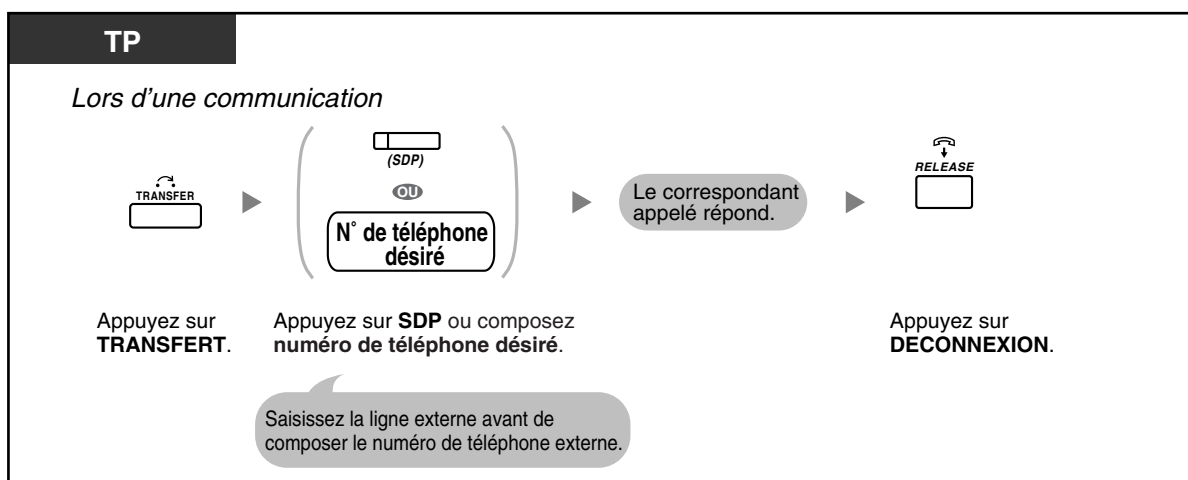 TP
Lors d'une communication
TRANSFER
(SDP)
OU
N° de téléphone
désiré
Le correspondant
appelé répond.
RELEASE
Appuyez sur
TRANSFERT.
Appuyez sur SDP ou composez
numéro de téléphone désiré.
Appuyez sur
DECONNEXION.
Saisissez la ligne externe avant de
composer le numéro de téléphone externe.